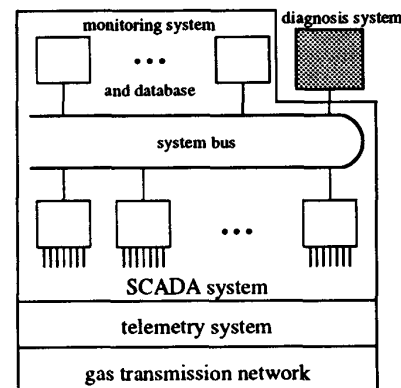 monitoring system
diagnosis system
and database
system bus
SCADA system
telemetry system
gas transmission network